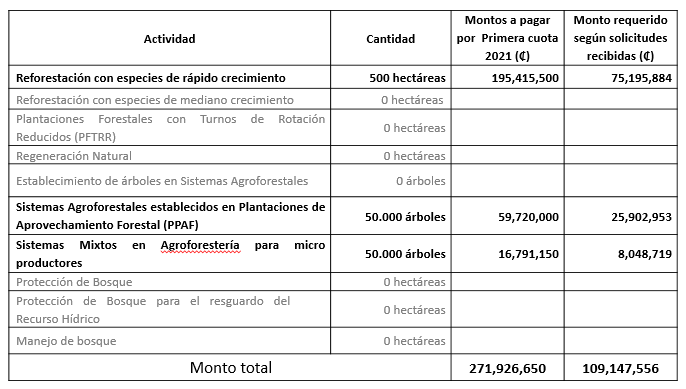 Actividad Cantidad Montos a pagar por Primera cuota 2021 (₡) Monto requerido según solicitudes recibidas (₡)
Reforestación con especies de rápido crecimiento 500 hectáreas 195,415,500 75,195,884
Reforestación con especies de mediano crecimiento 0 hectáreas
Plantaciones Forestales con Turnos de Rotación
Reducidos (PFTRR) 0 hectáreas
Regeneración Natural 0 hectáreas
Establecimiento de árboles en Sistemas Agroforestales 0 árboles
Sistemas Agroforestales establecidos en Plantaciones de
Aprovechamiento Forestal (PPAF) 50.000 árboles 59,720,000 25,902,953
Sistemas Mixtos en Agroforestería para micro
productores 50.000 árboles 16,791,150 8,048,719
Protección de Bosque 0 hectáreas
Protección de Bosque para el resguardo del
Recurso Hídrico 0 hectáreas
Manejo de bosque 0 hectáreas
Monto total 271,926,650 109,147,556